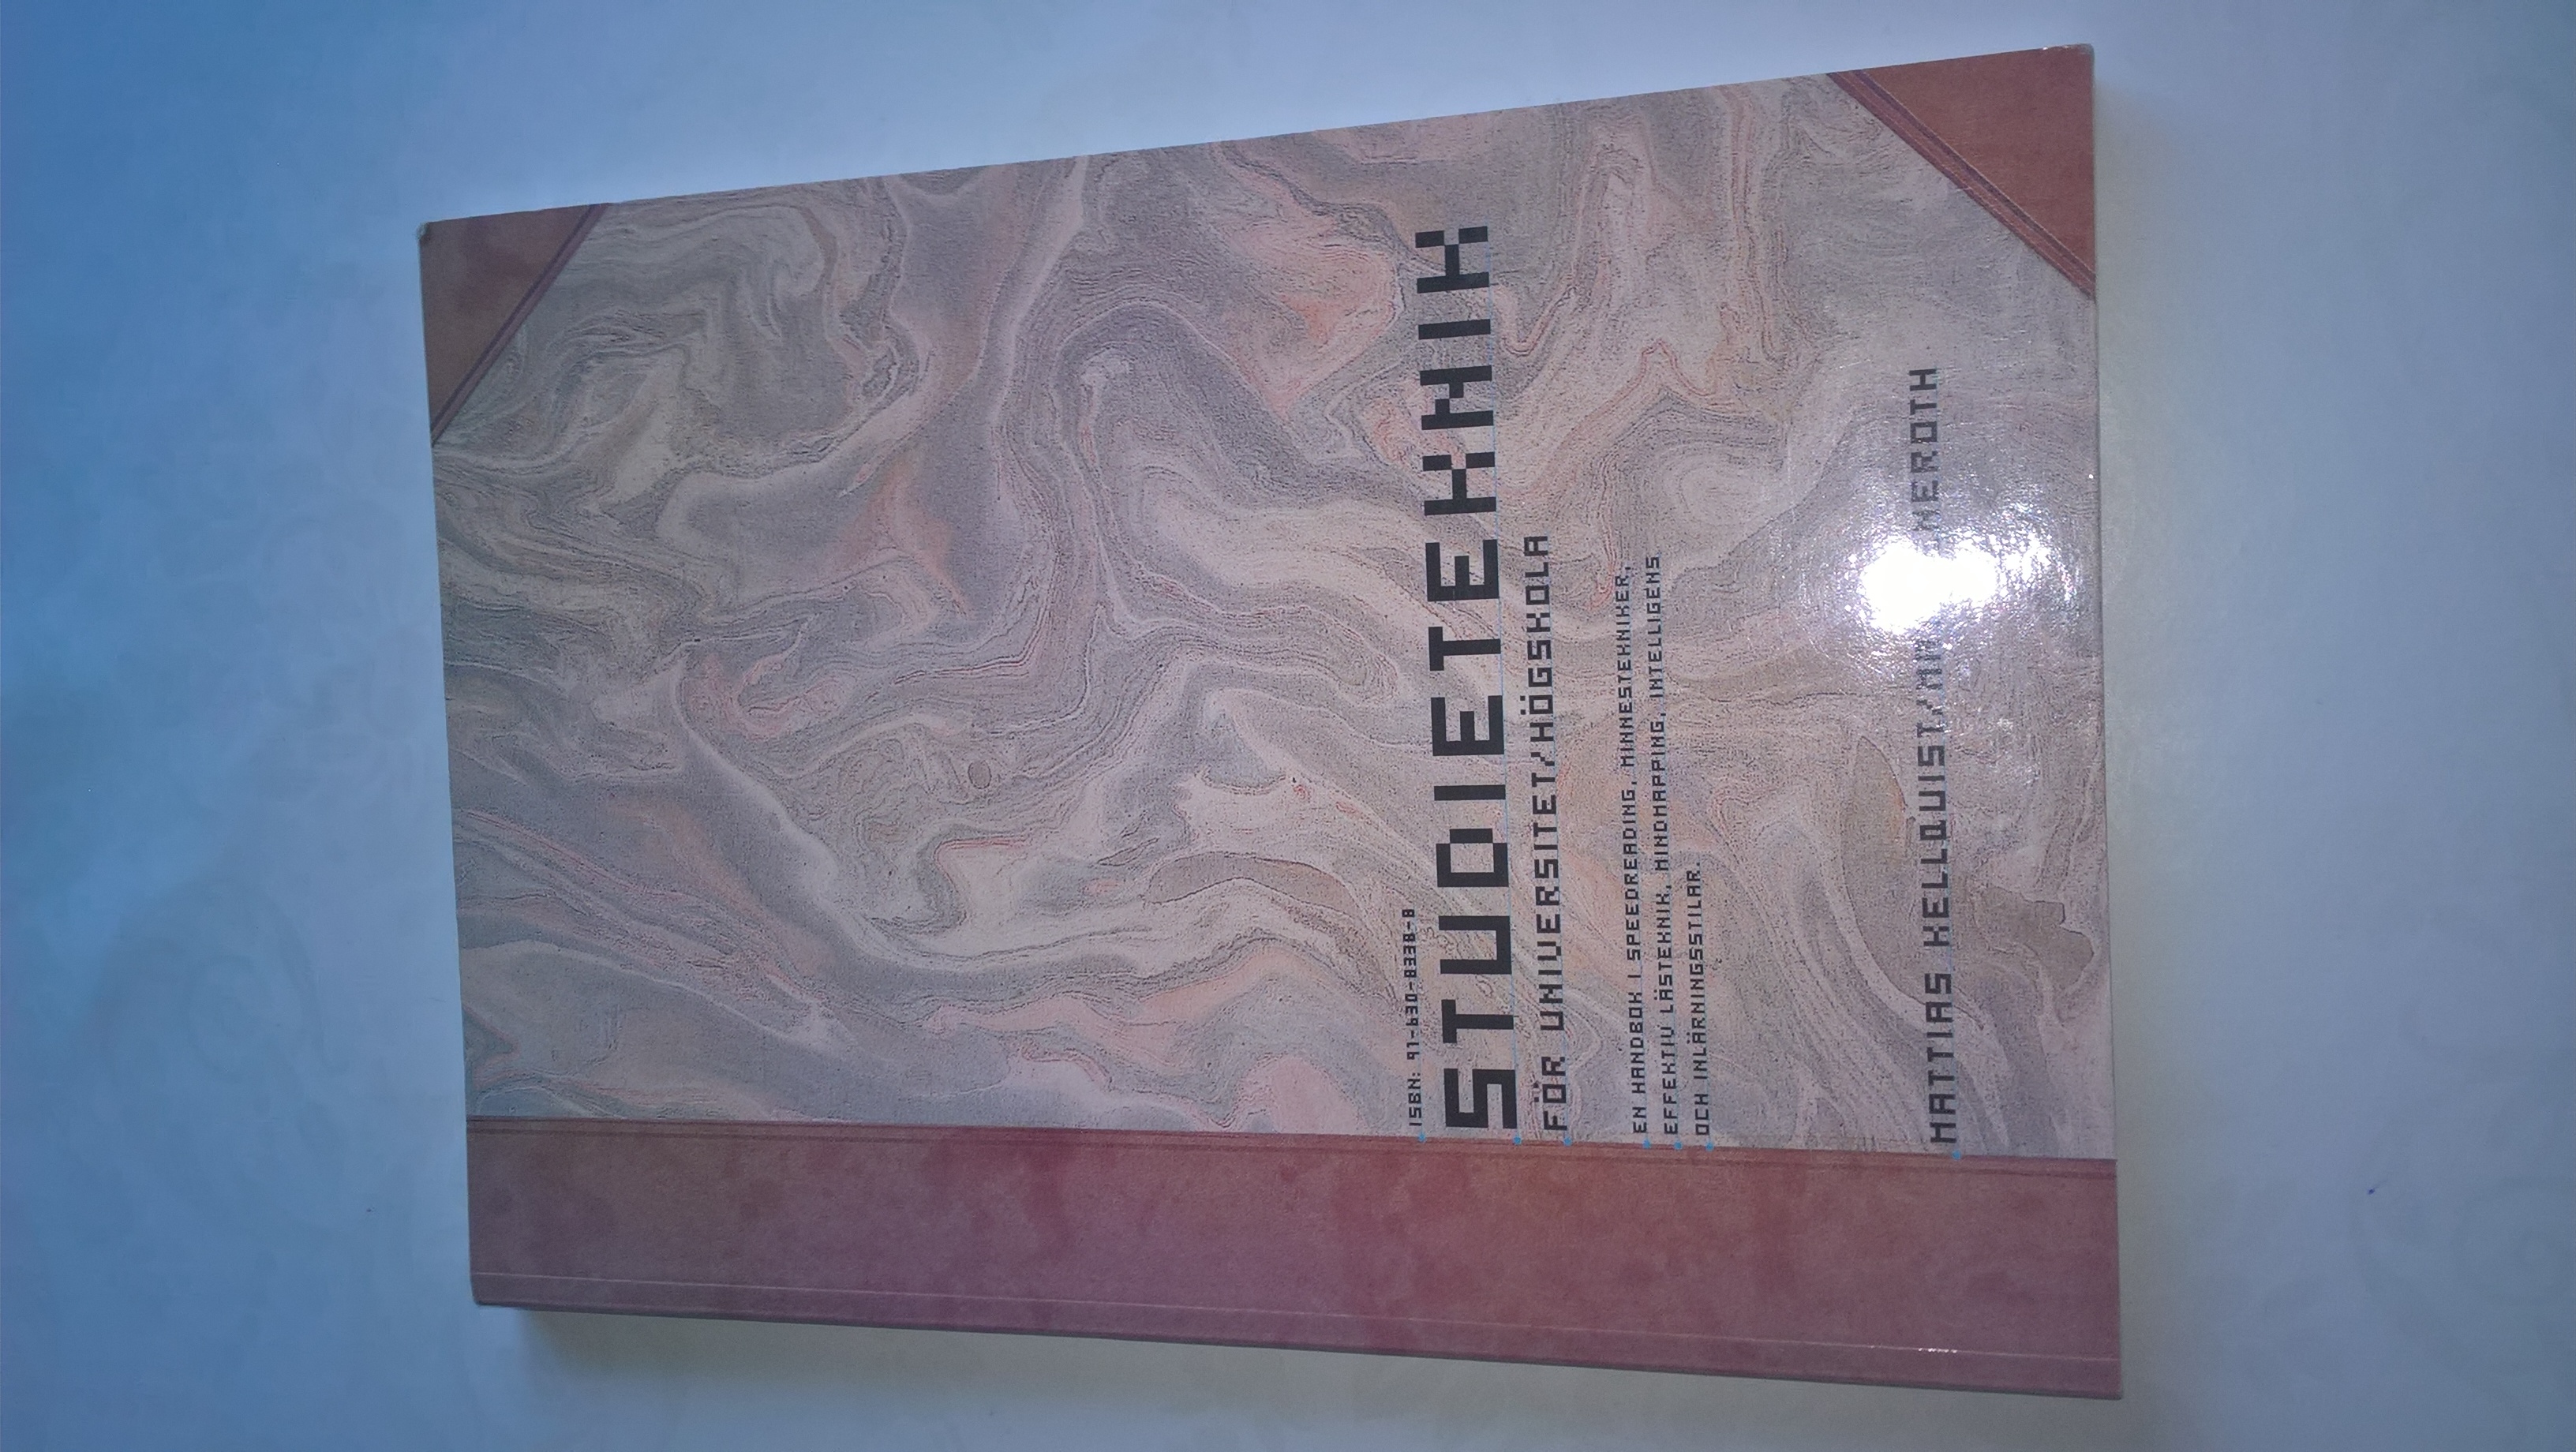 ISBN: 91-630-8338-8
STUDIETEKNIK
FÖR UNIVERSITET/HÖGSKOLA
EN HANDBOK I SPEEDREADING, MINNESTEKNIKER,
EFFEKTIV LÄSTEKNIK, MINDMAPPING, INTELLIGENS
OCH INLÄRNINGSSTILAR.
MATTIAS KELLQUIST/